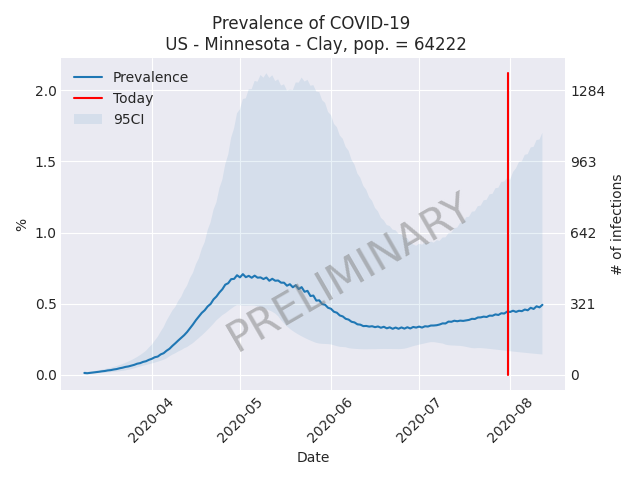 Prevalence of COVID-19
US - Minnesota - Clay, pop. = 64222
Prevalence
Today
95CI
2.0
1.5
1.0
0.5
0.0
%
1284
963
642
321
0
# of infections
PRELIMINARY
2020-04
2020-05
2020-06
2020-07
2020-08
Date